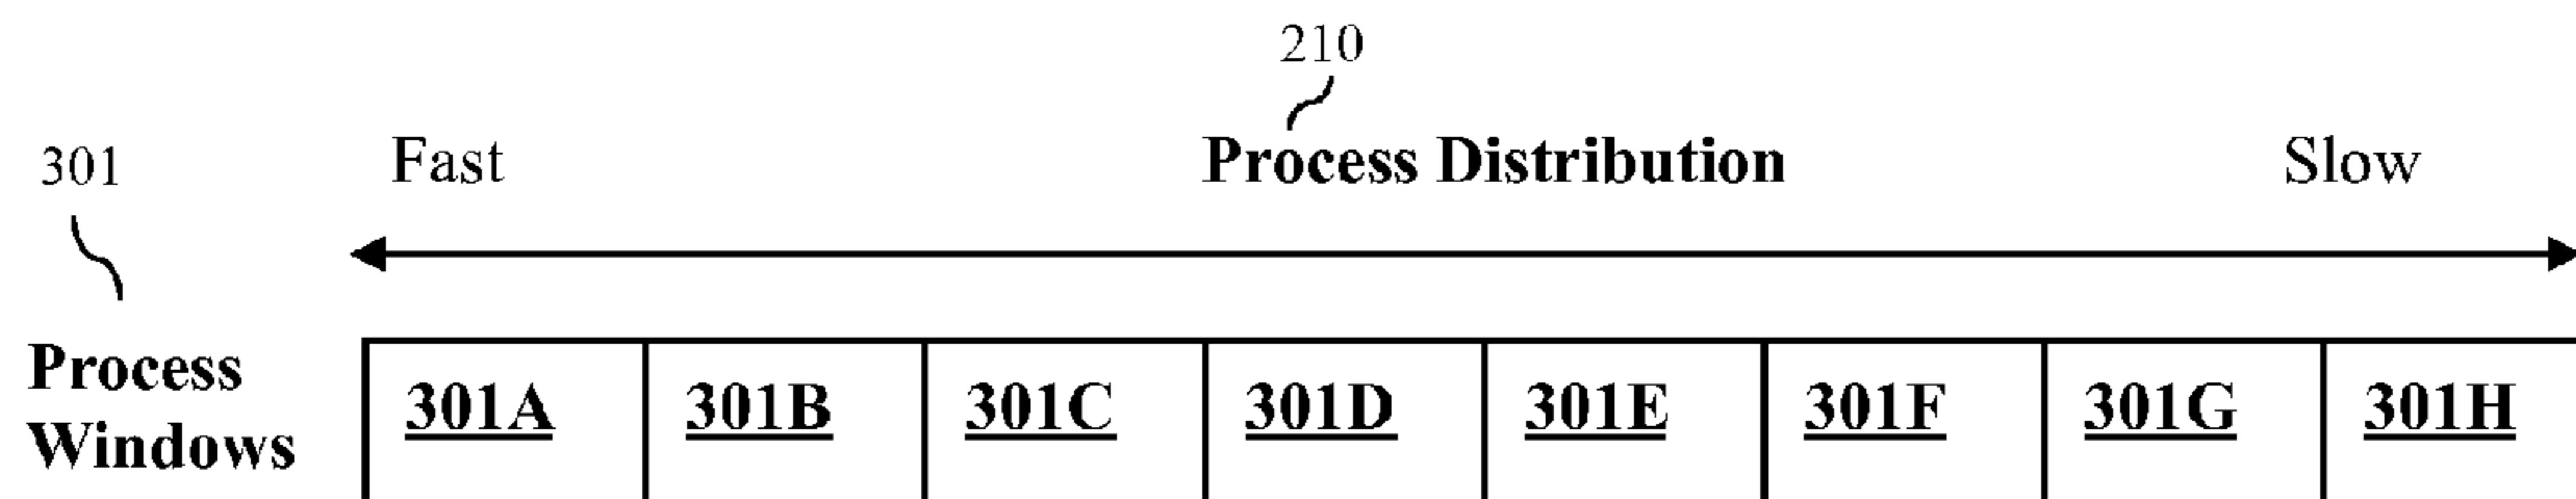 210
301
Fast Process Distribution Slow
Process
Windows
301A 301B 301C 301D 301E 301F 301G 301H